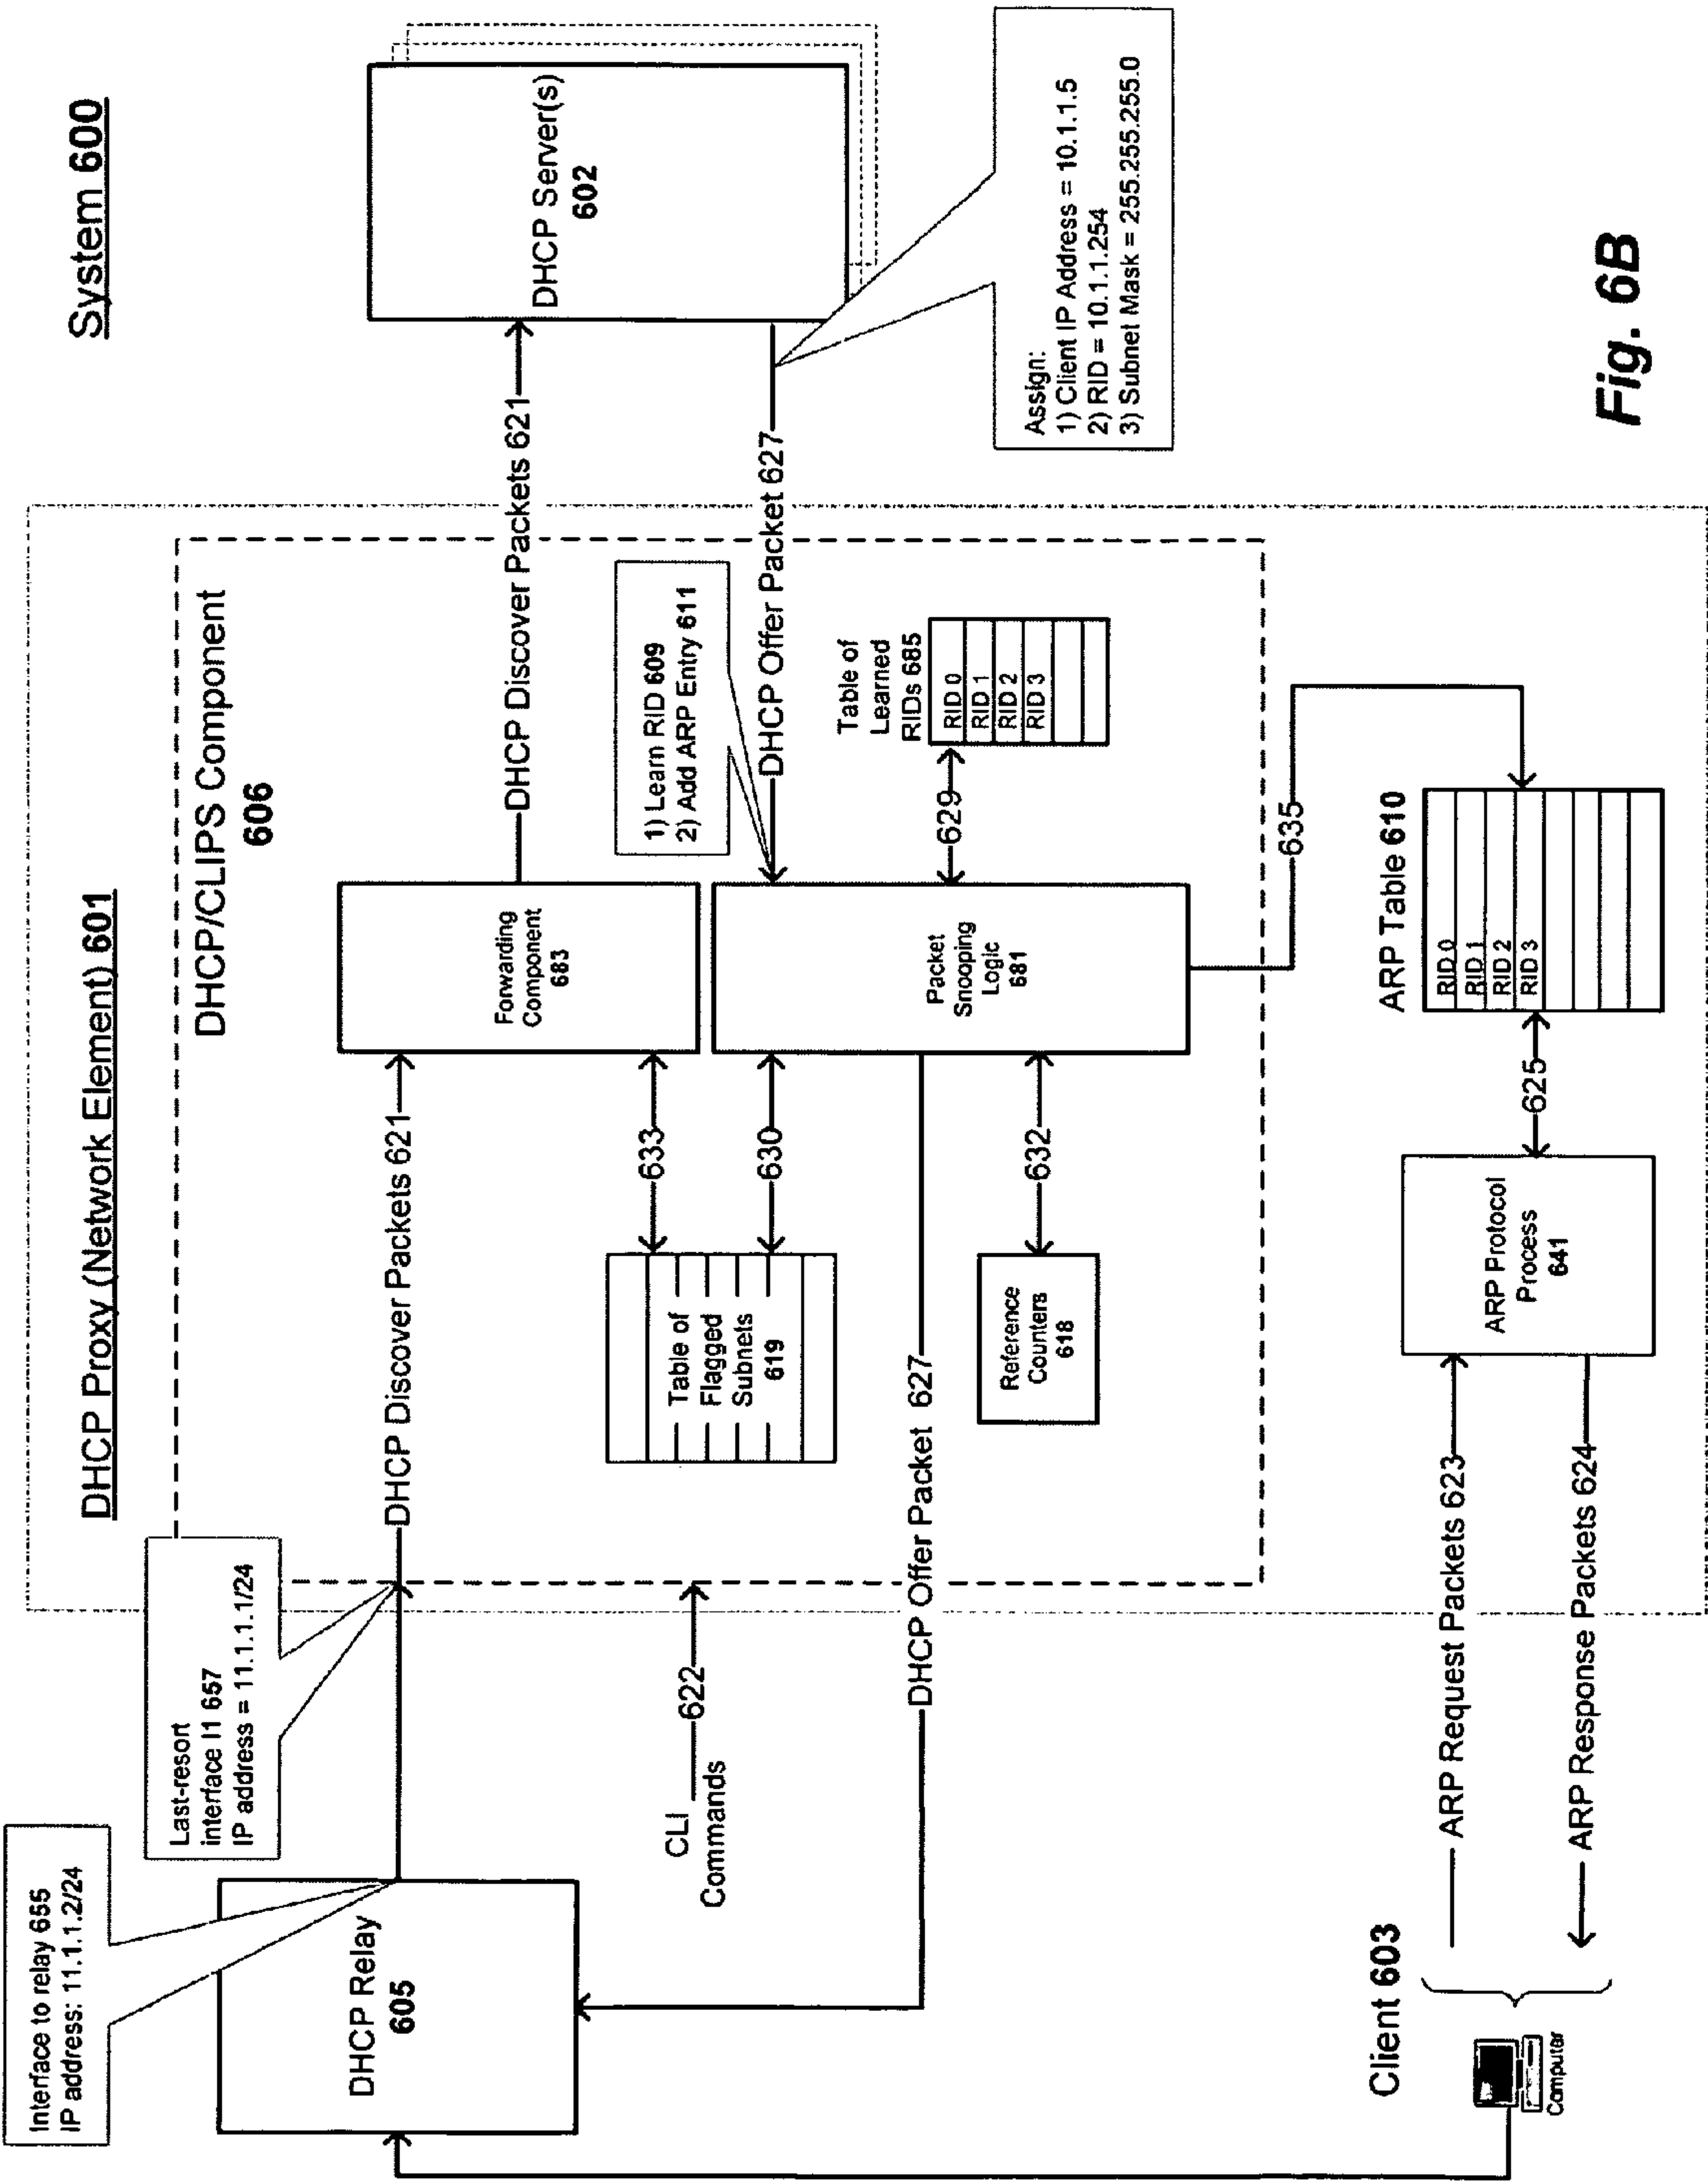 System 600
DHCP Proxy (Network Element) 601
DHCP/CLIPS Component
606
Interface to relay 655
IP address: 11.1.1.2/24
Last-resort
interface I1 657
IP address = 11.1.1.1/24
DHCP Relay
605
DHCP Discover Packets 621
Forwarding
Component
683
DHCP Discover Packets 621
DHCP Server(s)
602
633
Table of
Flagged
Subnets
619
630
CLI
Commands
622
1) Learn RID 609
2) Add ARP Entry 611
DHCP Offer Packet 627
Assign:
1) Client IP Address = 10.1.1.5
2) RID = 10.1.1.254
3) Subnet Mask = 255.255.255.0
Packet
Snooping
Logic
681
629
Table of
Learned
RIDs 685
RID 0
RID 1
RID 2
RID 3
DHCP Offer Packet 627
Reference
Counters
618
632
635
Client 603
Computer
ARP Request Packets 623
ARP Response Packets 624
ARP Protocol
Process
641
625
ARP Table 610
RID 0
RID 1
RID 2
RID 3
Fig. 6B